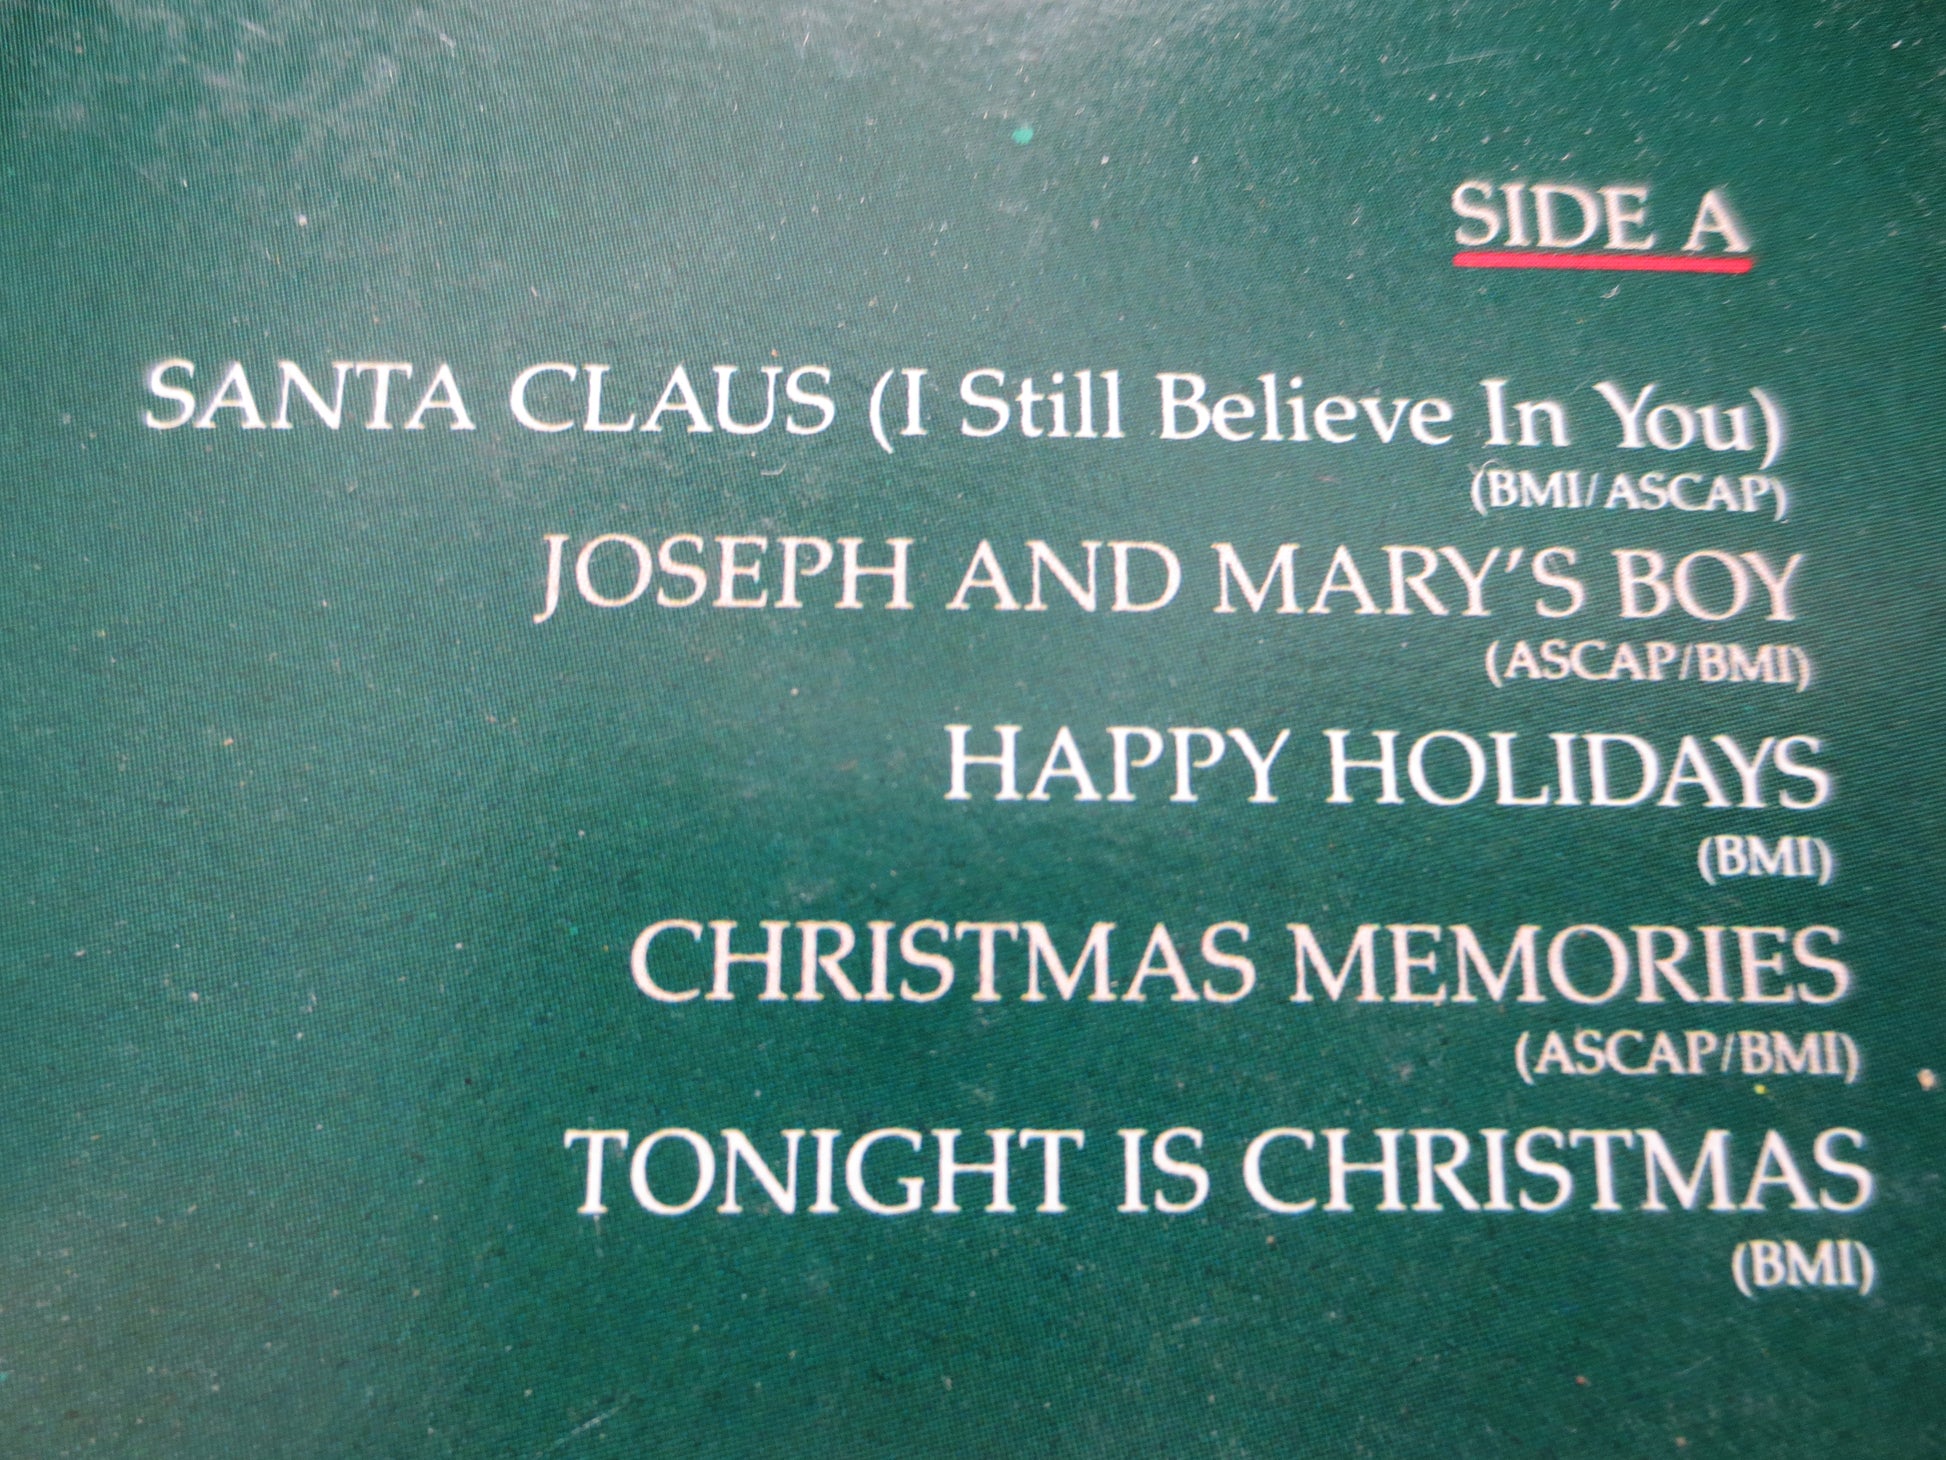 SIDE A
SANTA CLAUS (I Still Believe In You)
(BMI/ASCAP)
JOSEPH AND MARY'S BOY
(ASCAP/BMI)
HAPPY HOLIDAYS
(BMI)
CHRISTMAS MEMORIES
(ASCAP/BMI)
TONIGHT IS CHRISTMAS
(BMI)